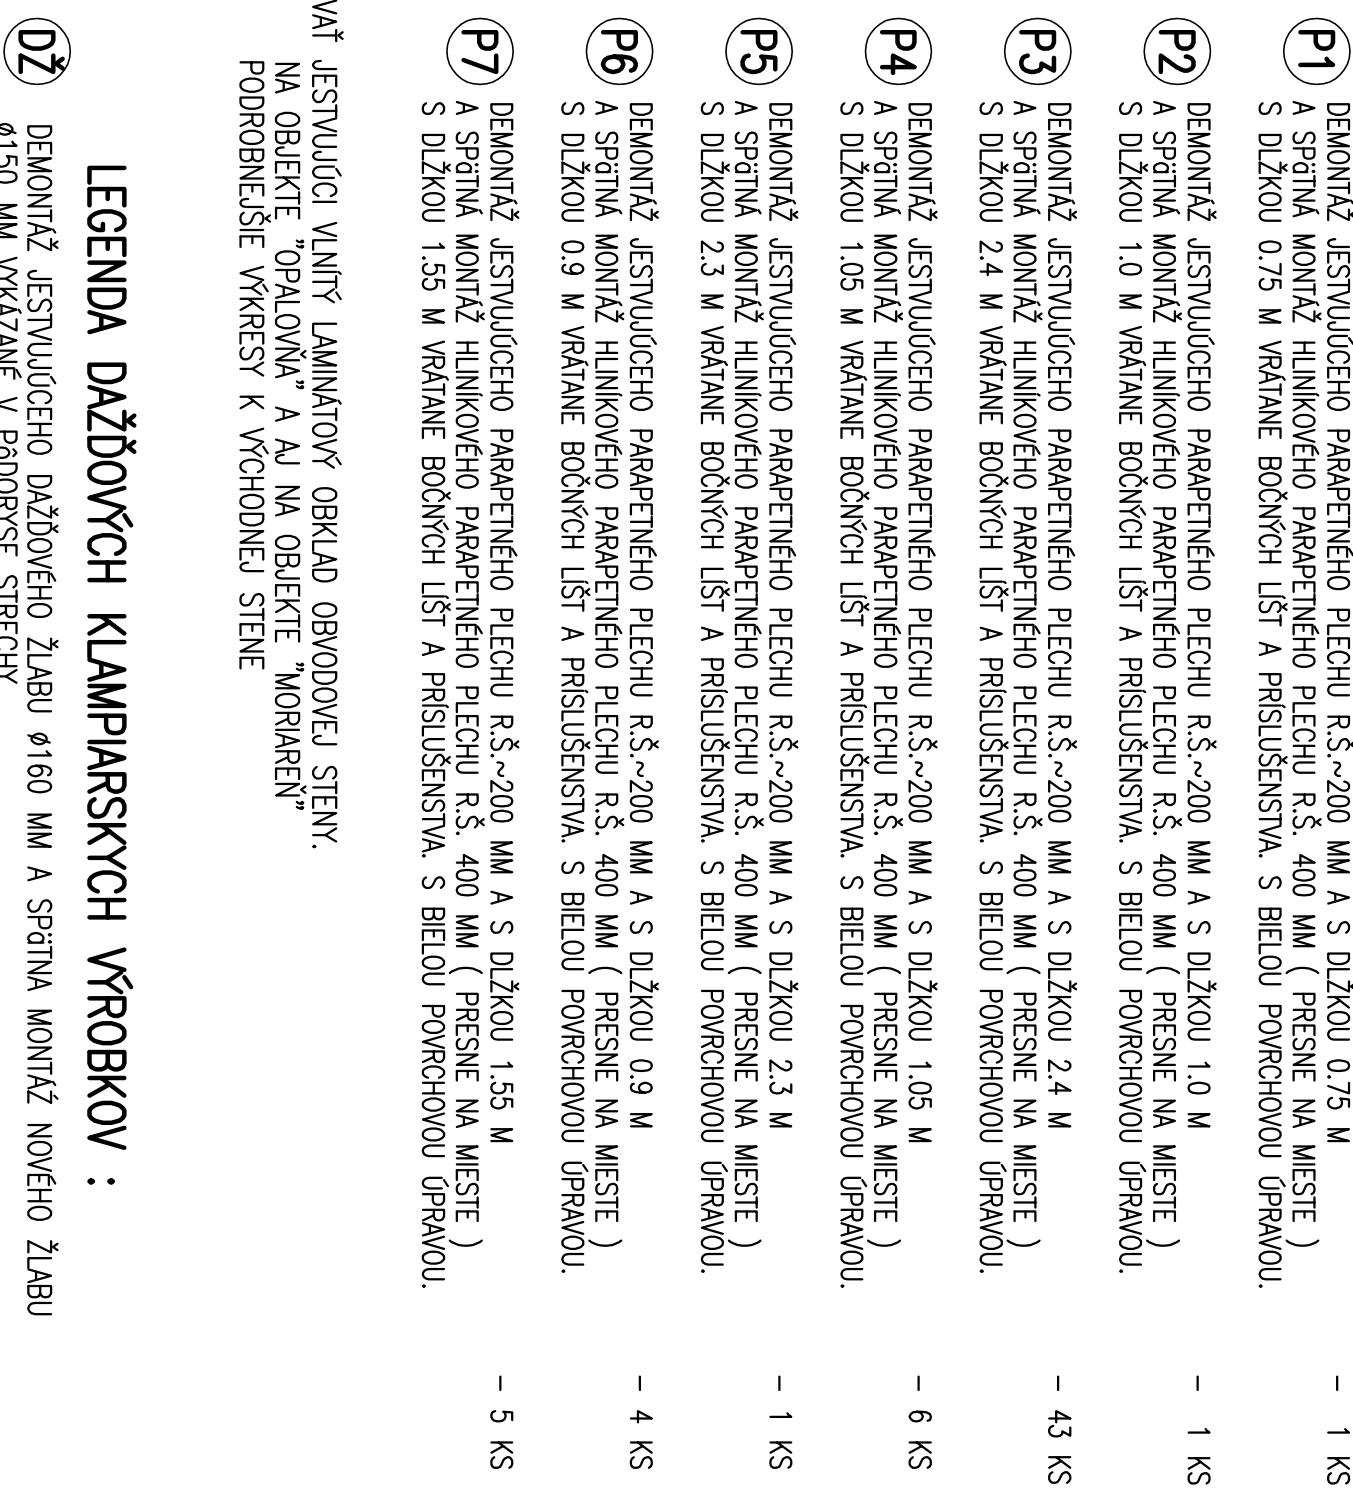 P1 DEMONTÁŽ JESTVUJÚCEHO PARAPETNÉHO PLECHU R.Š.~200 MM A S DLŽKOU 0.75 M
A SPäTNÁ MONTÁŽ HLINÍKOVÉHO PARAPETNÉHO PLECHU R.Š. 400 MM ( PRESNE NA MIESTE )
S DLŽKOU 0.75 M VRÁTANE BOČNÝCH LÍŠT A PRÍSLUŠENSTVA. S BIELOU POVRCHOVOU ÚPRAVOU. - 1 KS
P2 DEMONTÁŽ JESTVUJÚCEHO PARAPETNÉHO PLECHU R.Š.~200 MM A S DLŽKOU 1.0 M
A SPäTNÁ MONTÁŽ HLINÍKOVÉHO PARAPETNÉHO PLECHU R.Š. 400 MM ( PRESNE NA MIESTE )
S DLŽKOU 1.0 M VRÁTANE BOČNÝCH LÍŠT A PRÍSLUŠENSTVA. S BIELOU POVRCHOVOU ÚPRAVOU. - 1 KS
P3 DEMONTÁŽ JESTVUJÚCEHO PARAPETNÉHO PLECHU R.Š.~200 MM A S DLŽKOU 2.4 M
A SPäTNÁ MONTÁŽ HLINÍKOVÉHO PARAPETNÉHO PLECHU R.Š. 400 MM ( PRESNE NA MIESTE )
S DLŽKOU 2.4 M VRÁTANE BOČNÝCH LÍŠT A PRÍSLUŠENSTVA. S BIELOU POVRCHOVOU ÚPRAVOU. - 43 KS
P4 DEMONTÁŽ JESTVUJÚCEHO PARAPETNÉHO PLECHU R.Š.~200 MM A S DLŽKOU 1.05 M
A SPäTNÁ MONTÁŽ HLINÍKOVÉHO PARAPETNÉHO PLECHU R.Š. 400 MM ( PRESNE NA MIESTE )
S DLŽKOU 1.05 M VRÁTANE BOČNÝCH LÍŠT A PRÍSLUŠENSTVA. S BIELOU POVRCHOVOU ÚPRAVOU. - 6 KS
P5 DEMONTÁŽ JESTVUJÚCEHO PARAPETNÉHO PLECHU R.Š.~200 MM A S DLŽKOU 2.3 M
A SPäTNÁ MONTÁŽ HLINÍKOVÉHO PARAPETNÉHO PLECHU R.Š. 400 MM ( PRESNE NA MIESTE )
S DLŽKOU 2.3 M VRÁTANE BOČNÝCH LÍŠT A PRÍSLUŠENSTVA. S BIELOU POVRCHOVOU ÚPRAVOU. - 1 KS
P6 DEMONTÁŽ JESTVUJÚCEHO PARAPETNÉHO PLECHU R.Š.~200 MM A S DLŽKOU 0.9 M
A SPäTNÁ MONTÁŽ HLINÍKOVÉHO PARAPETNÉHO PLECHU R.Š. 400 MM ( PRESNE NA MIESTE )
S DLŽKOU 0.9 M VRÁTANE BOČNÝCH LÍŠT A PRÍSLUŠENSTVA. S BIELOU POVRCHOVOU ÚPRAVOU. - 4 KS
P7 DEMONTÁŽ JESTVUJÚCEHO PARAPETNÉHO PLECHU R.Š.~200 MM A S DLŽKOU 1.55 M
A SPäTNÁ MONTÁŽ HLINÍKOVÉHO PARAPETNÉHO PLECHU R.Š. 400 MM ( PRESNE NA MIESTE )
S DLŽKOU 1.55 M VRÁTANE BOČNÝCH LÍŠT A PRÍSLUŠENSTVA. S BIELOU POVRCHOVOU ÚPRAVOU. - 5 KS
VAŤ JESTVUJÚCI VLNITÝ LAMINÁTOVÝ OBKLAD OBVODOVEJ STENY.
NA OBJEKTE "OPALOVŇA" A AJ NA OBJEKTE "MORIAREŇ"
PODROBNEJŠIE VÝKRESY K VÝCHODNEJ STENE
LEGENDA DAŽĎOVÝCH KLAMPIARSKYCH VÝROBKOV :
DŽ DEMONTÁŽ JESTVUJÚCEHO DAŽĎOVÉHO ŽLABU ø160 MM A SPäTNA MONTÁŽ NOVÉHO ŽLABU
ø150 MM VYKÁZANÉ V PôDORYSE STRECHY